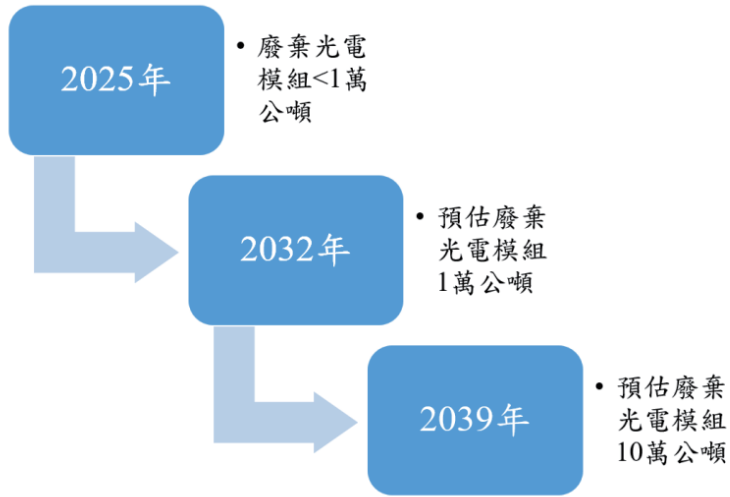 2025年
• 廢棄光電
模組<1萬
公噸
2032年
• 預估廢棄
光電模組
1萬公噸
2039年
• 預估廢棄
光電模組
10萬公噸